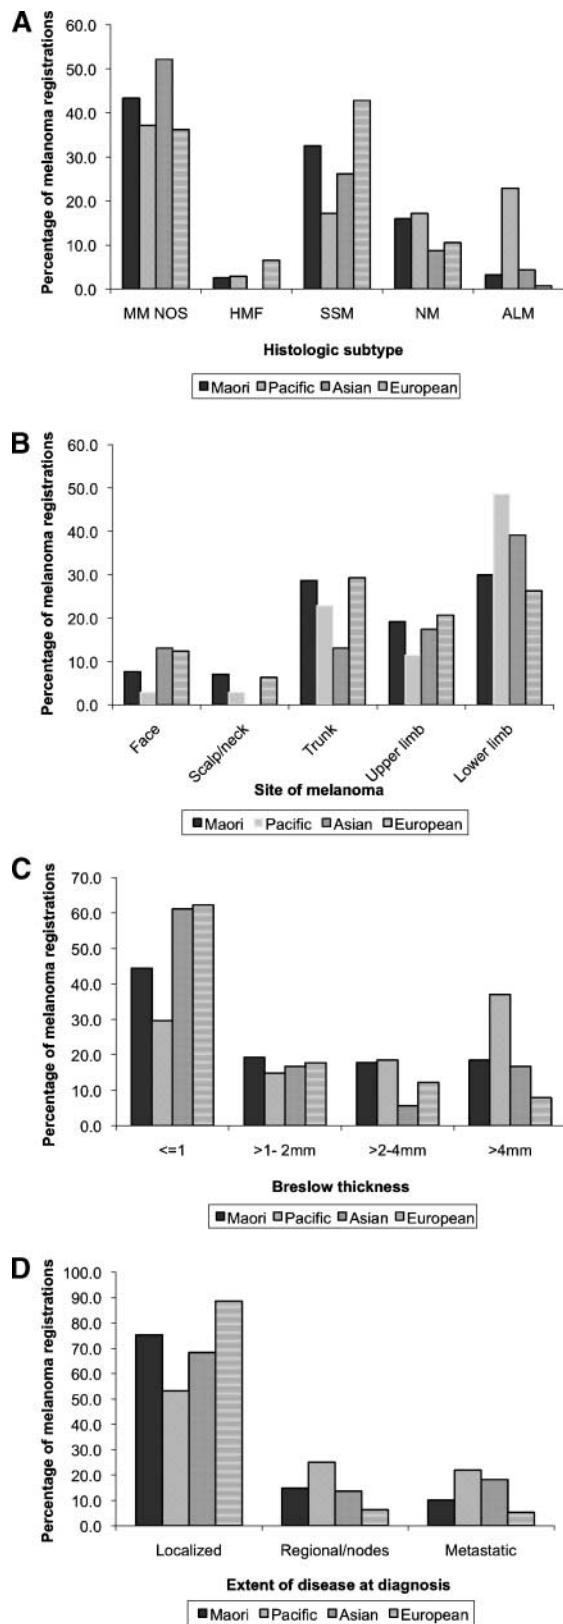 A
Percentage of melanoma registrations
60.0
50.0
40.0
30.0
20.0
10.0
0.0
MM NOS HMF SSM NM ALM
Histologic subtype
Maori Pacific Asian European
B
Percentage of melanoma registrations
60.0
50.0
40.0
30.0
20.0
10.0
0.0
Face Scalp/neck Trunk Upper limb Lower limb
Site of melanoma
Maori Pacific Asian European
C
Percentage of melanoma registrations
70.0
60.0
50.0
40.0
30.0
20.0
10.0
0.0
<=1 >1- 2mm >2-4mm >4mm
Breslow thickness
Maori Pacific Asian European
D
Percentage of melanoma registrations
100.0
90.0
80.0
70.0
60.0
50.0
40.0
30.0
20.0
10.0
0.0
Localized Regional/nodes Metastatic
Extent of disease at diagnosis
Maori Pacific Asian European